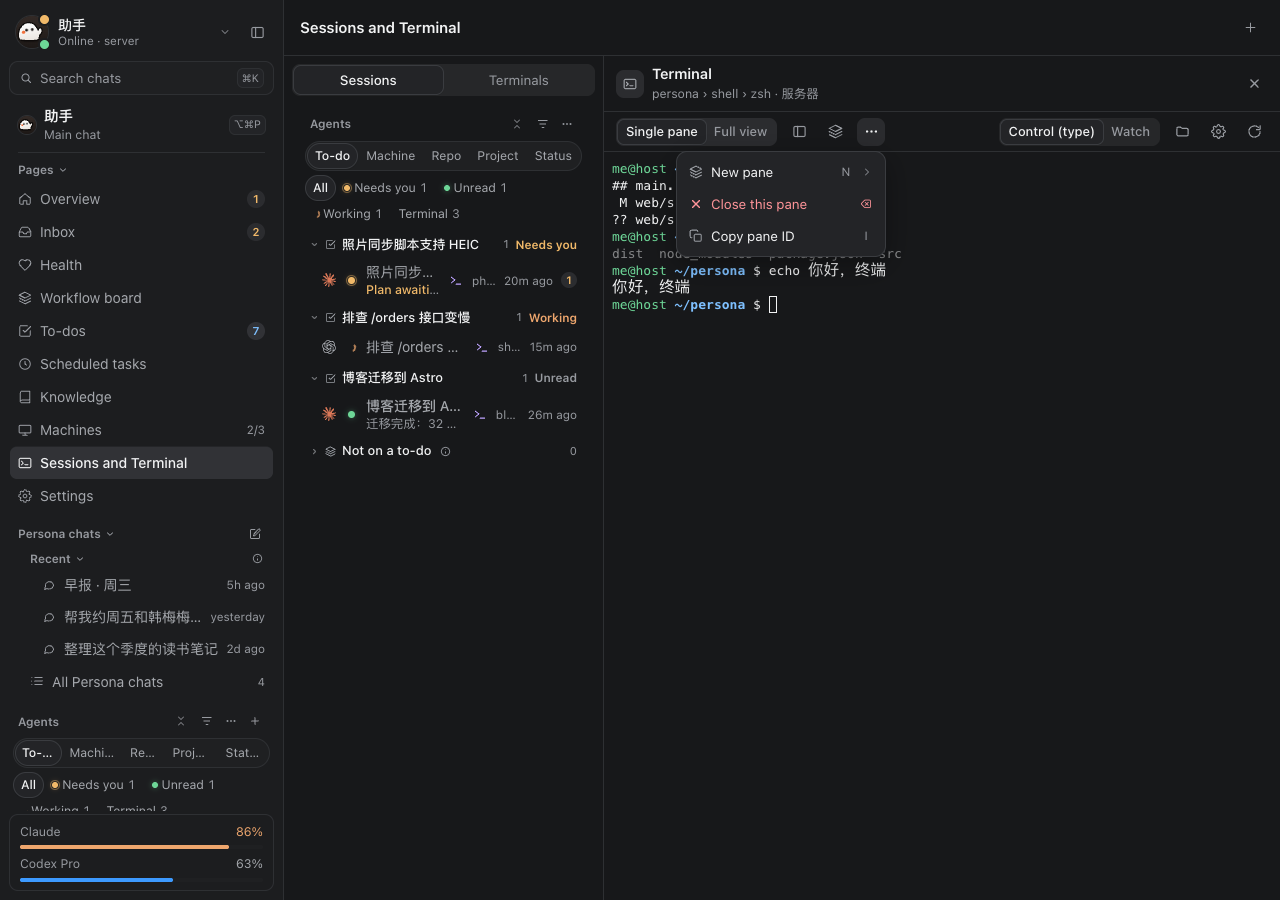 助手
Online · server
Search chats
⌘K
助手
Main chat
⌥⌘P
Pages
Overview
1
Inbox
2
Health
Workflow board
To-dos
7
Scheduled tasks
Knowledge
Machines
2/3
Sessions and Terminal
Settings
Persona chats
Recent
早报 · 周三
5h ago
帮我约周五和韩梅梅...
yesterday
整理这个季度的读书笔记
2d ago
All Persona chats
4
Agents
To-...
Machi...
Re...
Proj...
Stat...
All
Needs you 1
Unread 1
Working 1
Terminal 3
Claude
86%
Codex Pro
63%
Sessions and Terminal
Sessions
Terminals
Agents
To-do
Machine
Repo
Project
Status
All
Needs you 1
Unread 1
Working 1
Terminal 3
照片同步脚本支持 HEIC
1 Needs you
照片同步...
Plan awaiti...
ph...
20m ago
1
排查 /orders 接口变慢
1 Working
排查 /orders ...
sh...
15m ago
博客迁移到 Astro
1 Unread
博客迁移到 A...
迁移完成：32 ...
bl...
26m ago
Not on a to-do
0
Terminal
persona › shell › zsh · 服务器
Single pane
Full view
Control (type)
Watch
New pane
N
Close this pane
Copy pane ID
I
me@host
## main.
M web/s
?? web/s
me@host
dist node_modules package.json src
me@host ~/persona $ echo 你好，终端
你好，终端
me@host ~/persona $